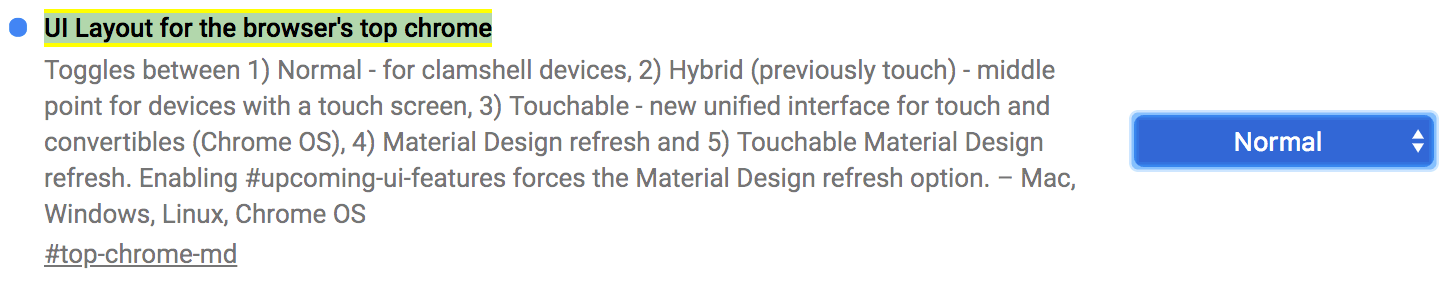 UI Layout for the browser's top chrome
Toggles between 1) Normal - for clamshell devices, 2) Hybrid (previously touch) - middle
point for devices with a touch screen, 3) Touchable - new unified interface for touch and
convertibles (Chrome OS), 4) Material Design refresh and 5) Touchable Material Design
refresh. Enabling #upcoming-ui-features forces the Material Design refresh option. – Mac,
Windows, Linux, Chrome OS
#top-chrome-md
Normal